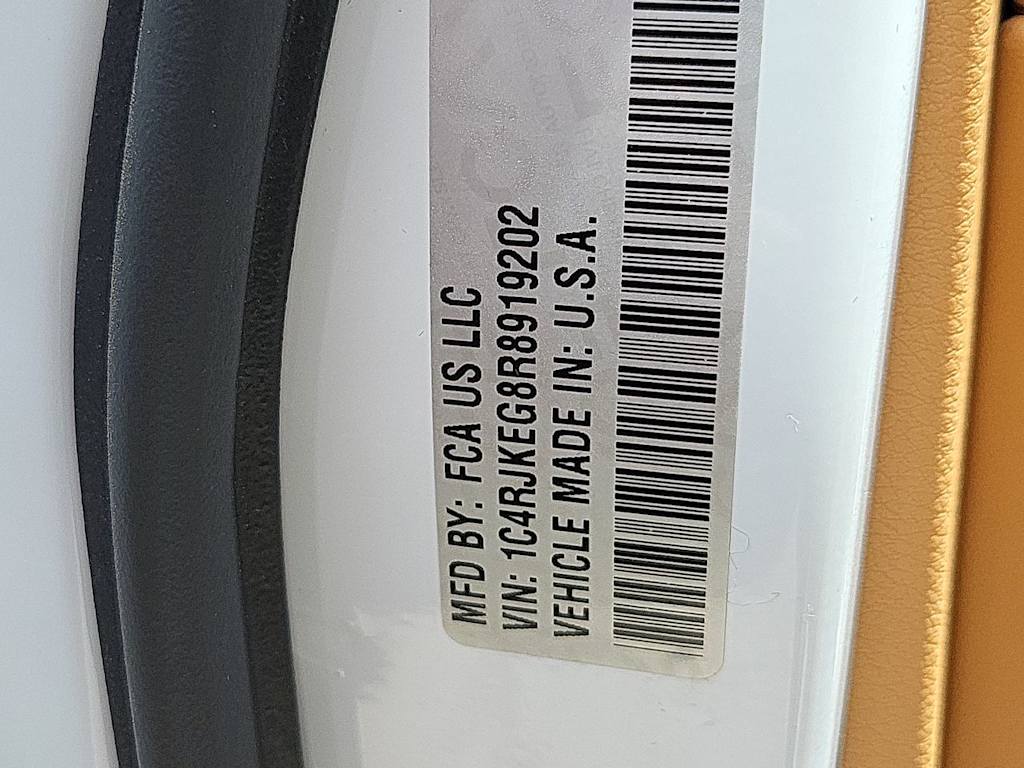 MFD BY: FCA US LLC
VIN: 1C4RJKEG8R8919202
VEHICLE MADE IN: U.S.A.